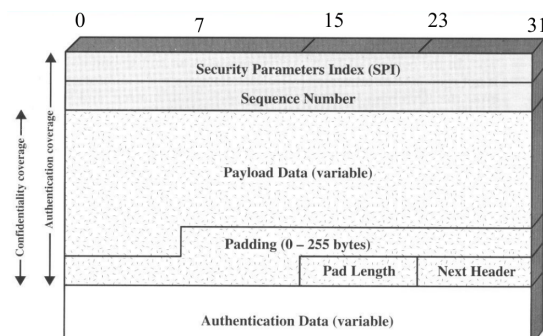 0 7 15 23 31
Security Parameters Index (SPI)
Sequence Number
Confidentiality coverage
Authentication coverage
Payload Data (variable)
Padding (0 – 255 bytes)
Pad Length Next Header
Authentication Data (variable)